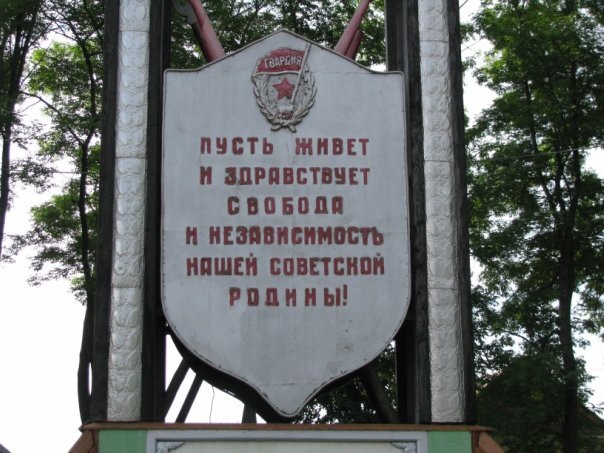 ГВАРДИЯ
ПУСТЬ ЖИВЕТ
И ЗДРАВСТВУЕТ
СВОБОДА
И НЕЗАВИСИМОСТЬ
НАШЕЙ СОВЕТСКОЙ
РОДИНЫ!